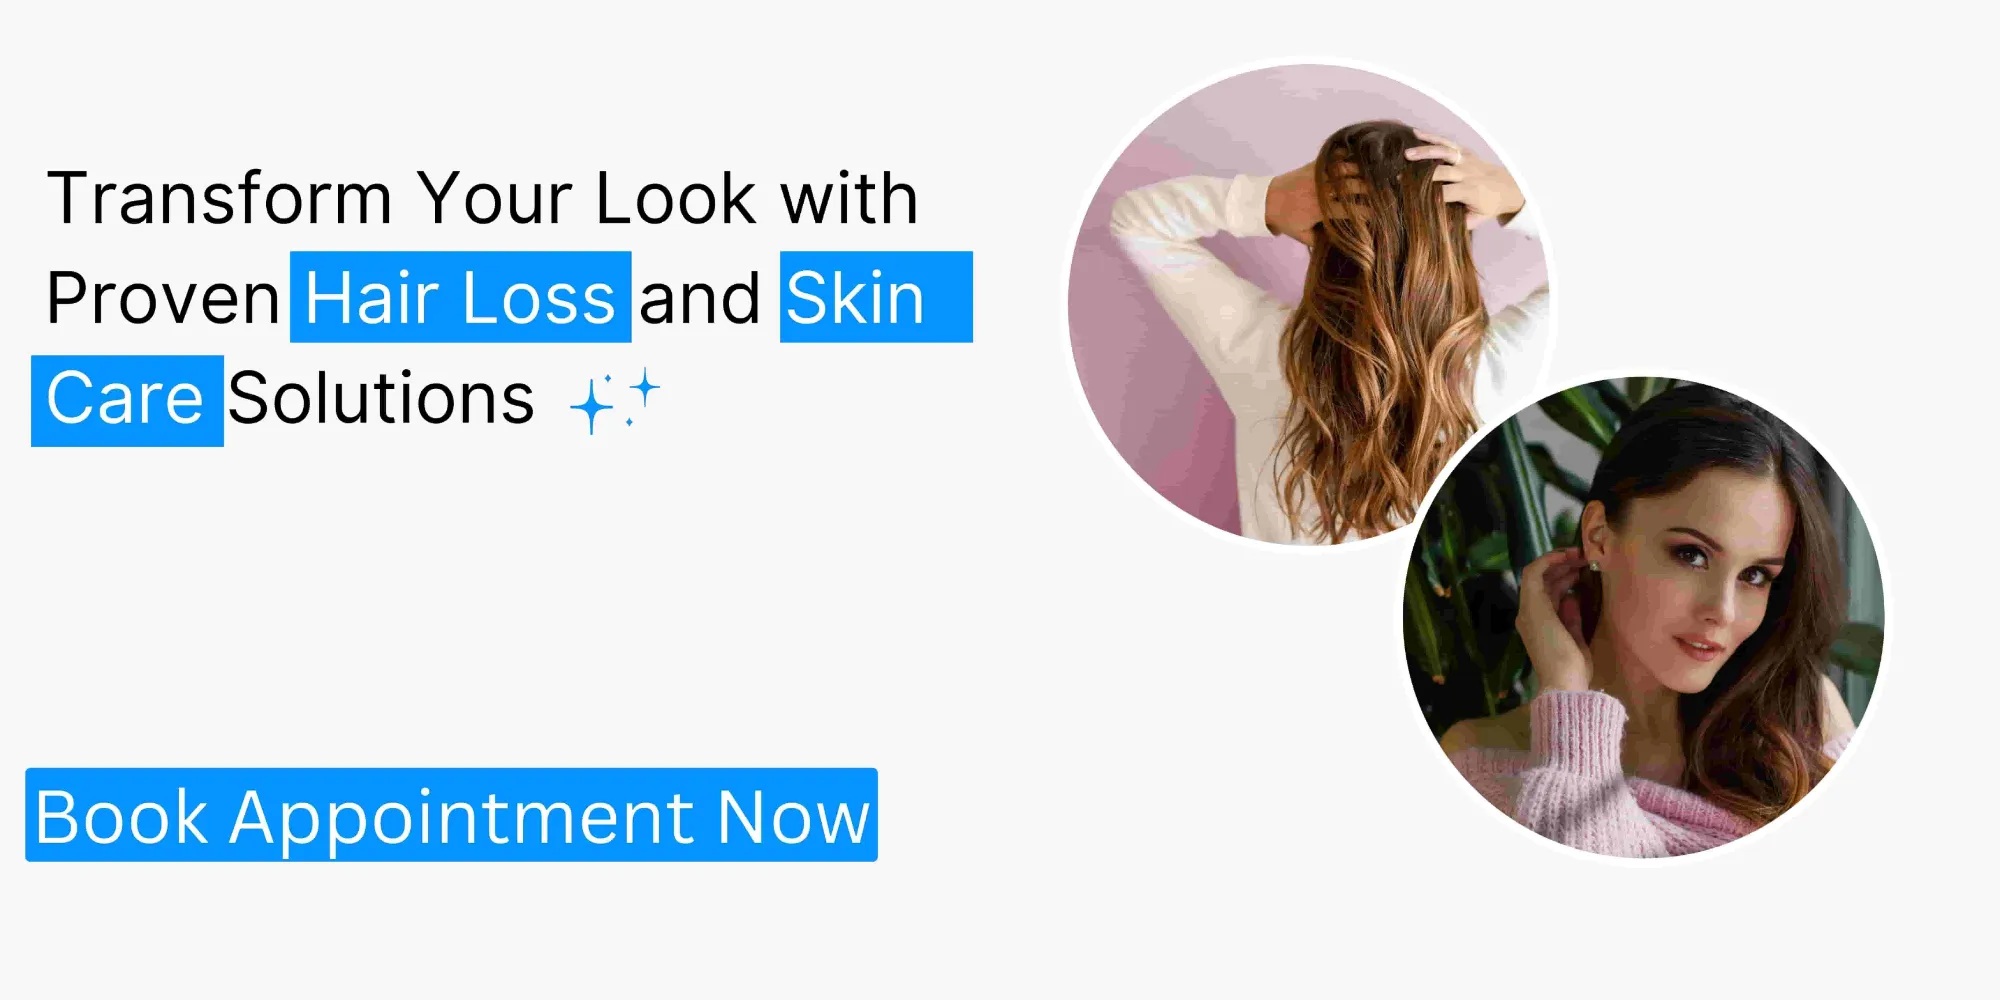 Transform Your Look with
Proven Hair Loss and Skin
Care Solutions
Book Appointment Now